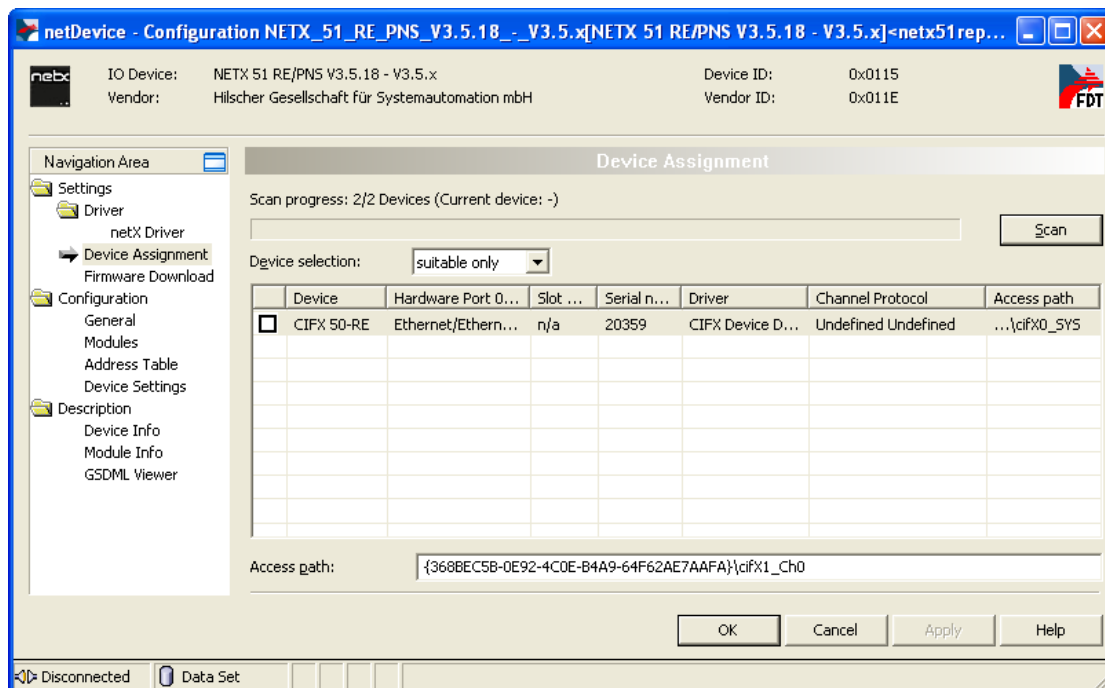 netDevice - Configuration NETX_51_RE_PNS_V3.5.18_-_V3.5.x[NETX 51 RE/PNS V3.5.18 - V3.5.x]<netx51rep...
netx
IO Device: NETX 51 RE/PNS V3.5.18 - V3.5.x Device ID: 0x0115
Vendor: Hilscher Gesellschaft für Systemautomation mbH Vendor ID: 0x011E
FDT
Navigation Area
Settings
Driver
netX Driver
Device Assignment
Firmware Download
Configuration
General
Modules
Address Table
Device Settings
Description
Device Info
Module Info
GSDML Viewer
Device Assignment
Scan progress: 2/2 Devices (Current device: -)
Scan
Device selection: suitable only
Device Hardware Port 0... Slot ... Serial n... Driver Channel Protocol Access path
CIFX 50-RE Ethernet/Ethern... n/a 20359 CIFX Device D... Undefined Undefined ...\cifX0_SYS
Access path: {368BEC5B-0E92-4C0E-B4A9-64F62AE7AAFA}\cifX1_Ch0
OK Cancel Apply Help
Disconnected Data Set